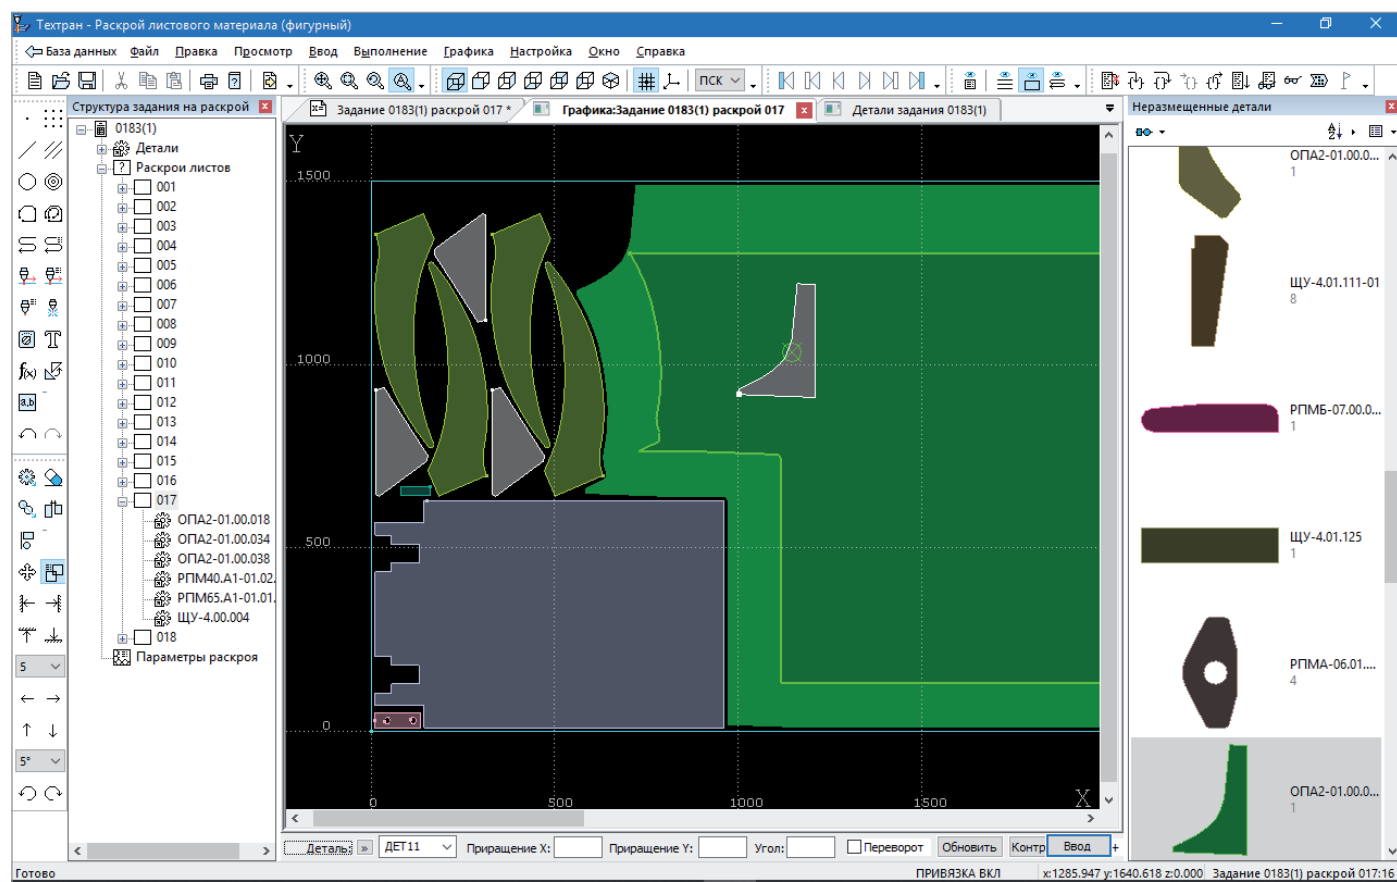 Техтран - Раскрой листового материала (фигурный)
База данных Файл Правка Просмотр Ввод Выполнение Графика Настройка Окно Справка
ПСК
Структура задания на раскрой
0183(1)
Детали
Раскрои листов
001
002
003
004
005
006
007
008
009
010
011
012
013
014
015
016
017
ОПА2-01.00.018
ОПА2-01.00.034
ОПА2-01.00.038
РПМ40.А1-01.02.
РПМ65.А1-01.01.
ЩУ-4.00.004
018
Параметры раскроя
a,b
f(x)
5
5°
Задание 0183(1) раскрой 017 *
Графика:Задание 0183(1) раскрой 017
Детали задания 0183(1)
Y
1500
1000
500
0
0 500 1000 1500 X
Деталь: » ДЕТ11 Приращение X: Приращение Y: Угол: Переворот Обновить Контр Ввод
Неразмещенные детали
ОПА2-01.00.0...
1
ЩУ-4.01.111-01
8
РПМБ-07.00.0...
1
ЩУ-4.01.125
1
РПМА-06.01....
4
ОПА2-01.00.0...
1
Готово
ПРИВЯЗКА ВКЛ x:1285.947 y:1640.618 z:0.000 Задание 0183(1) раскрой 017:16